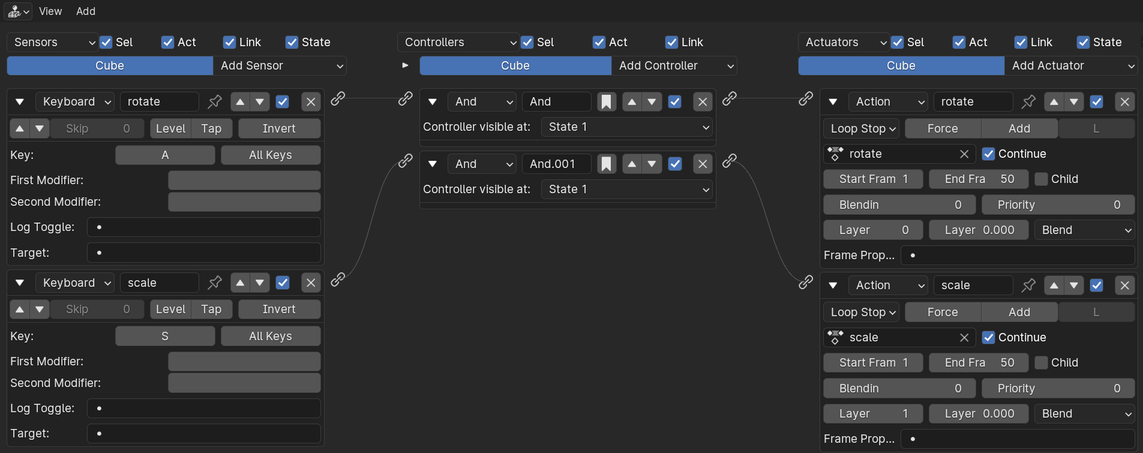 View Add
Sensors Sel Act Link State
Controllers Sel Act Link
Actuators Sel Act Link State
Cube Add Sensor
Cube Add Controller
Cube Add Actuator
Keyboard rotate
Skip 0 Level Tap Invert
Key: A All Keys
First Modifier:
Second Modifier:
Log Toggle:
Target:
Keyboard scale
Skip 0 Level Tap Invert
Key: S All Keys
First Modifier:
Second Modifier:
Log Toggle:
Target:
And And
Controller visible at: State 1
And And.001
Controller visible at: State 1
Action rotate
Loop Stop Force Add L
rotate Continue
Start Fram 1 End Fra 50 Child
Blendin 0 Priority 0
Layer 0 Layer 0.000 Blend
Frame Prop...
Action scale
Loop Stop Force Add L
scale Continue
Start Fram 1 End Fra 50 Child
Blendin 0 Priority 0
Layer 1 Layer 0.000 Blend
Frame Prop...